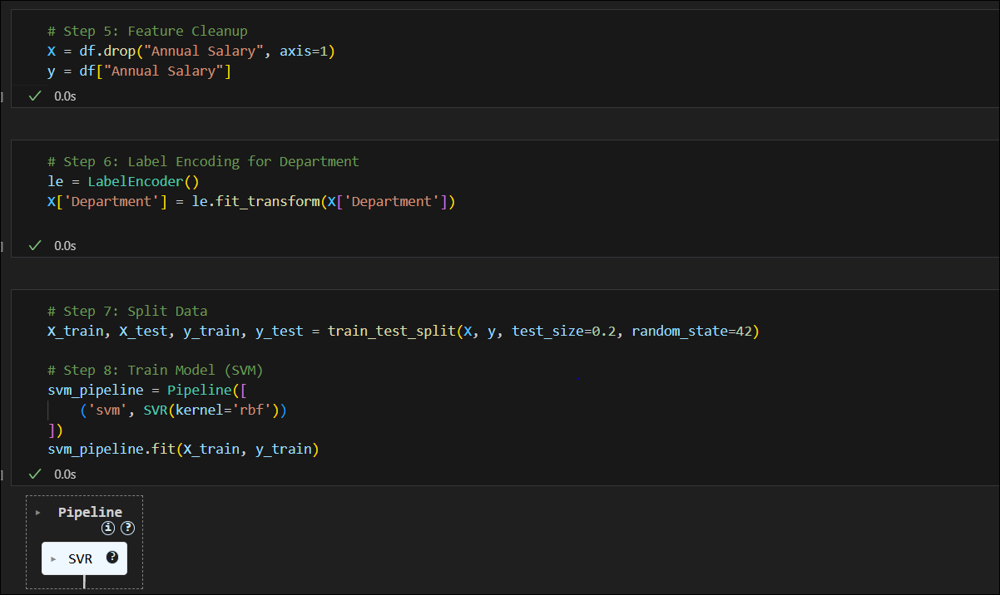 # Step 5: Feature Cleanup
X = df.drop("Annual Salary", axis=1)
y = df["Annual Salary"]
] ✓ 0.0s
# Step 6: Label Encoding for Department
le = LabelEncoder()
X['Department'] = le.fit_transform(X['Department'])
] ✓ 0.0s
# Step 7: Split Data
X_train, X_test, y_train, y_test = train_test_split(X, y, test_size=0.2, random_state=42)
# Step 8: Train Model (SVM)
svm_pipeline = Pipeline([
    ('svm', SVR(kernel='rbf'))
])
svm_pipeline.fit(X_train, y_train)
] ✓ 0.0s
▸ Pipeline
i ?
▸ SVR ?